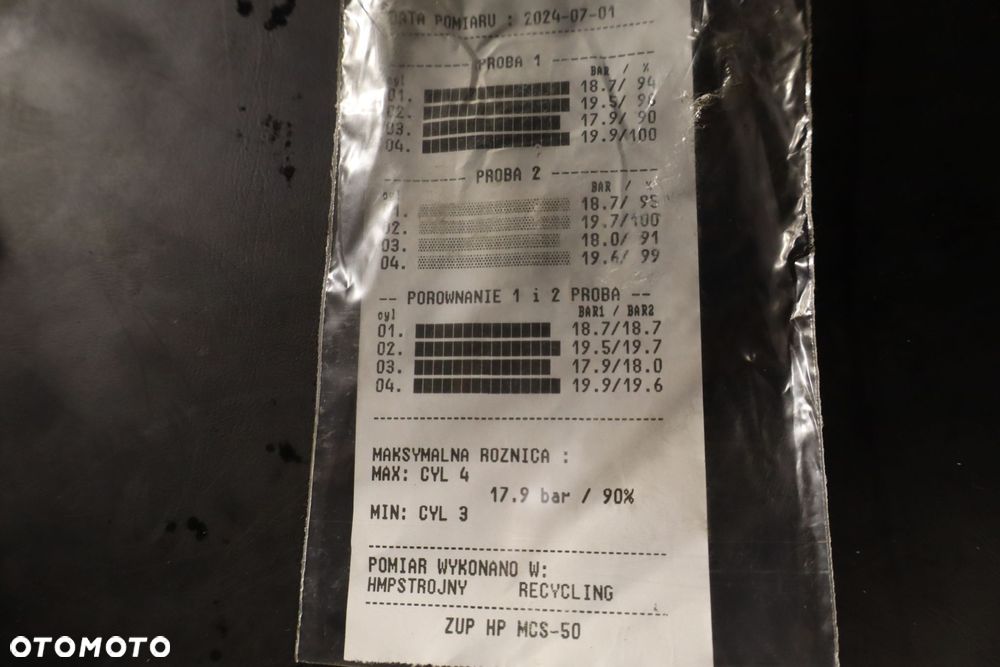 DATA POMIARU : 2024-07-01
PROBA 1
cyl BAR / %
01. 18.7/ 94
02. 19.5/ 98
03. 17.9/ 90
04. 19.9/100
PROBA 2
BAR / %
1. 18.7/ 95
02. 19.7/100
03. 18.0/ 91
04. 19.6/ 99
-- POROWNANIE 1 i 2 PROBA --
cyl BAR1 / BAR2
01. 18.7/18.7
02. 19.5/19.7
03. 17.9/18.0
04. 19.9/19.6
MAKSYMALNA ROZNICA :
MAX: CYL 4
17.9 bar / 90%
MIN: CYL 3
POMIAR WYKONANO W:
HMPSTROJNY RECYCLING
ZUP HP MCS-50
OTOMOTO